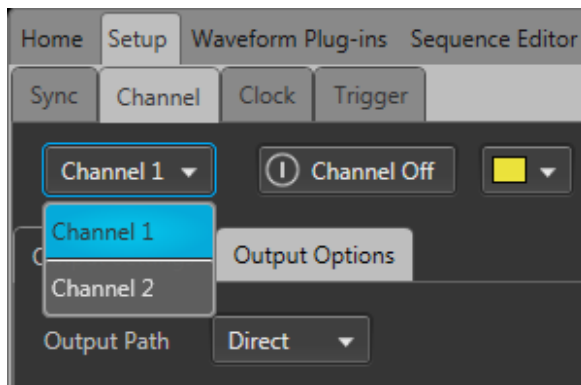 Home Setup Waveform Plug-ins Sequence Editor
Sync Channel Clock Trigger
Channel 1 Channel Off
Channel 1
Output Options
Channel 2
Output Path Direct